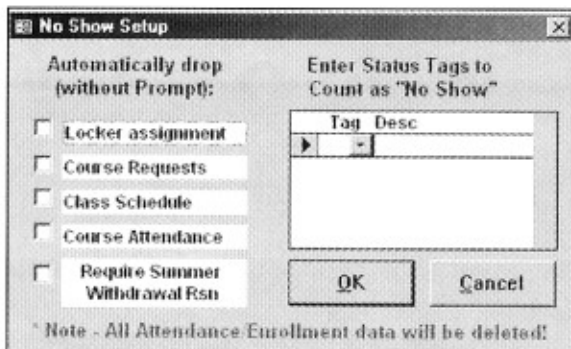 No Show Setup
Automatically drop
(without Prompt):
Locker assignment
Course Requests
Class Schedule
Course Attendance
Require Summer
Withdrawal Rsn
Enter Status Tags to
Count as "No Show"
Tag Desc
OK
Cancel
* Note - All Attendance/Enrollment data will be deleted!